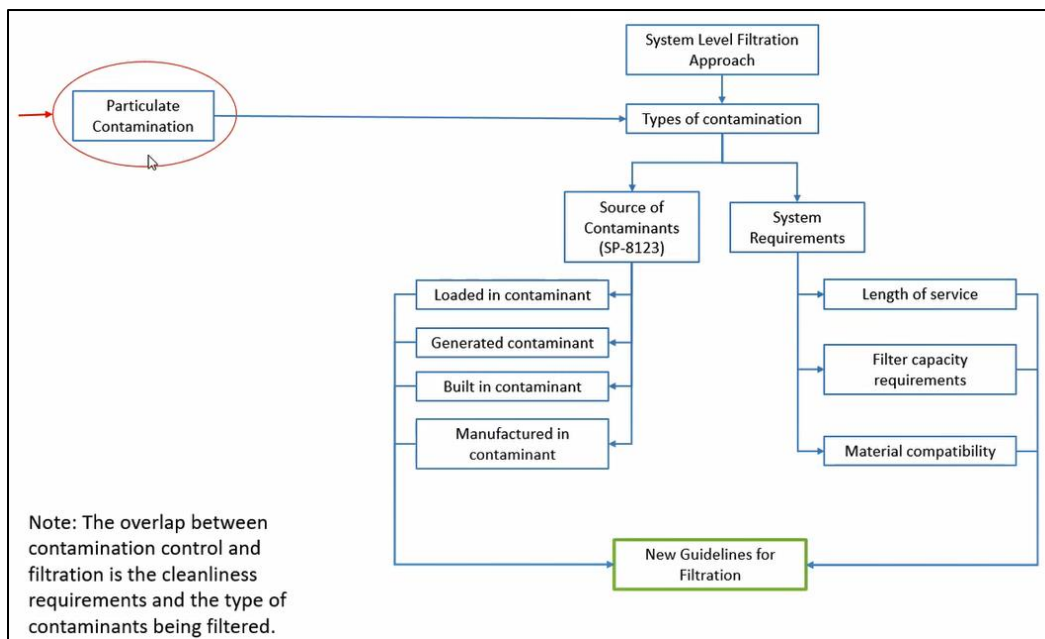 System Level Filtration
Approach
Particulate
Contamination
Types of contamination
Source of
Contaminants
(SP-8123)
System
Requirements
Loaded in contaminant
Generated contaminant
Built in contaminant
Manufactured in
contaminant
Length of service
Filter capacity
requirements
Material compatibility
Note: The overlap between
contamination control and
filtration is the cleanliness
requirements and the type of
contaminants being filtered.
New Guidelines for
Filtration